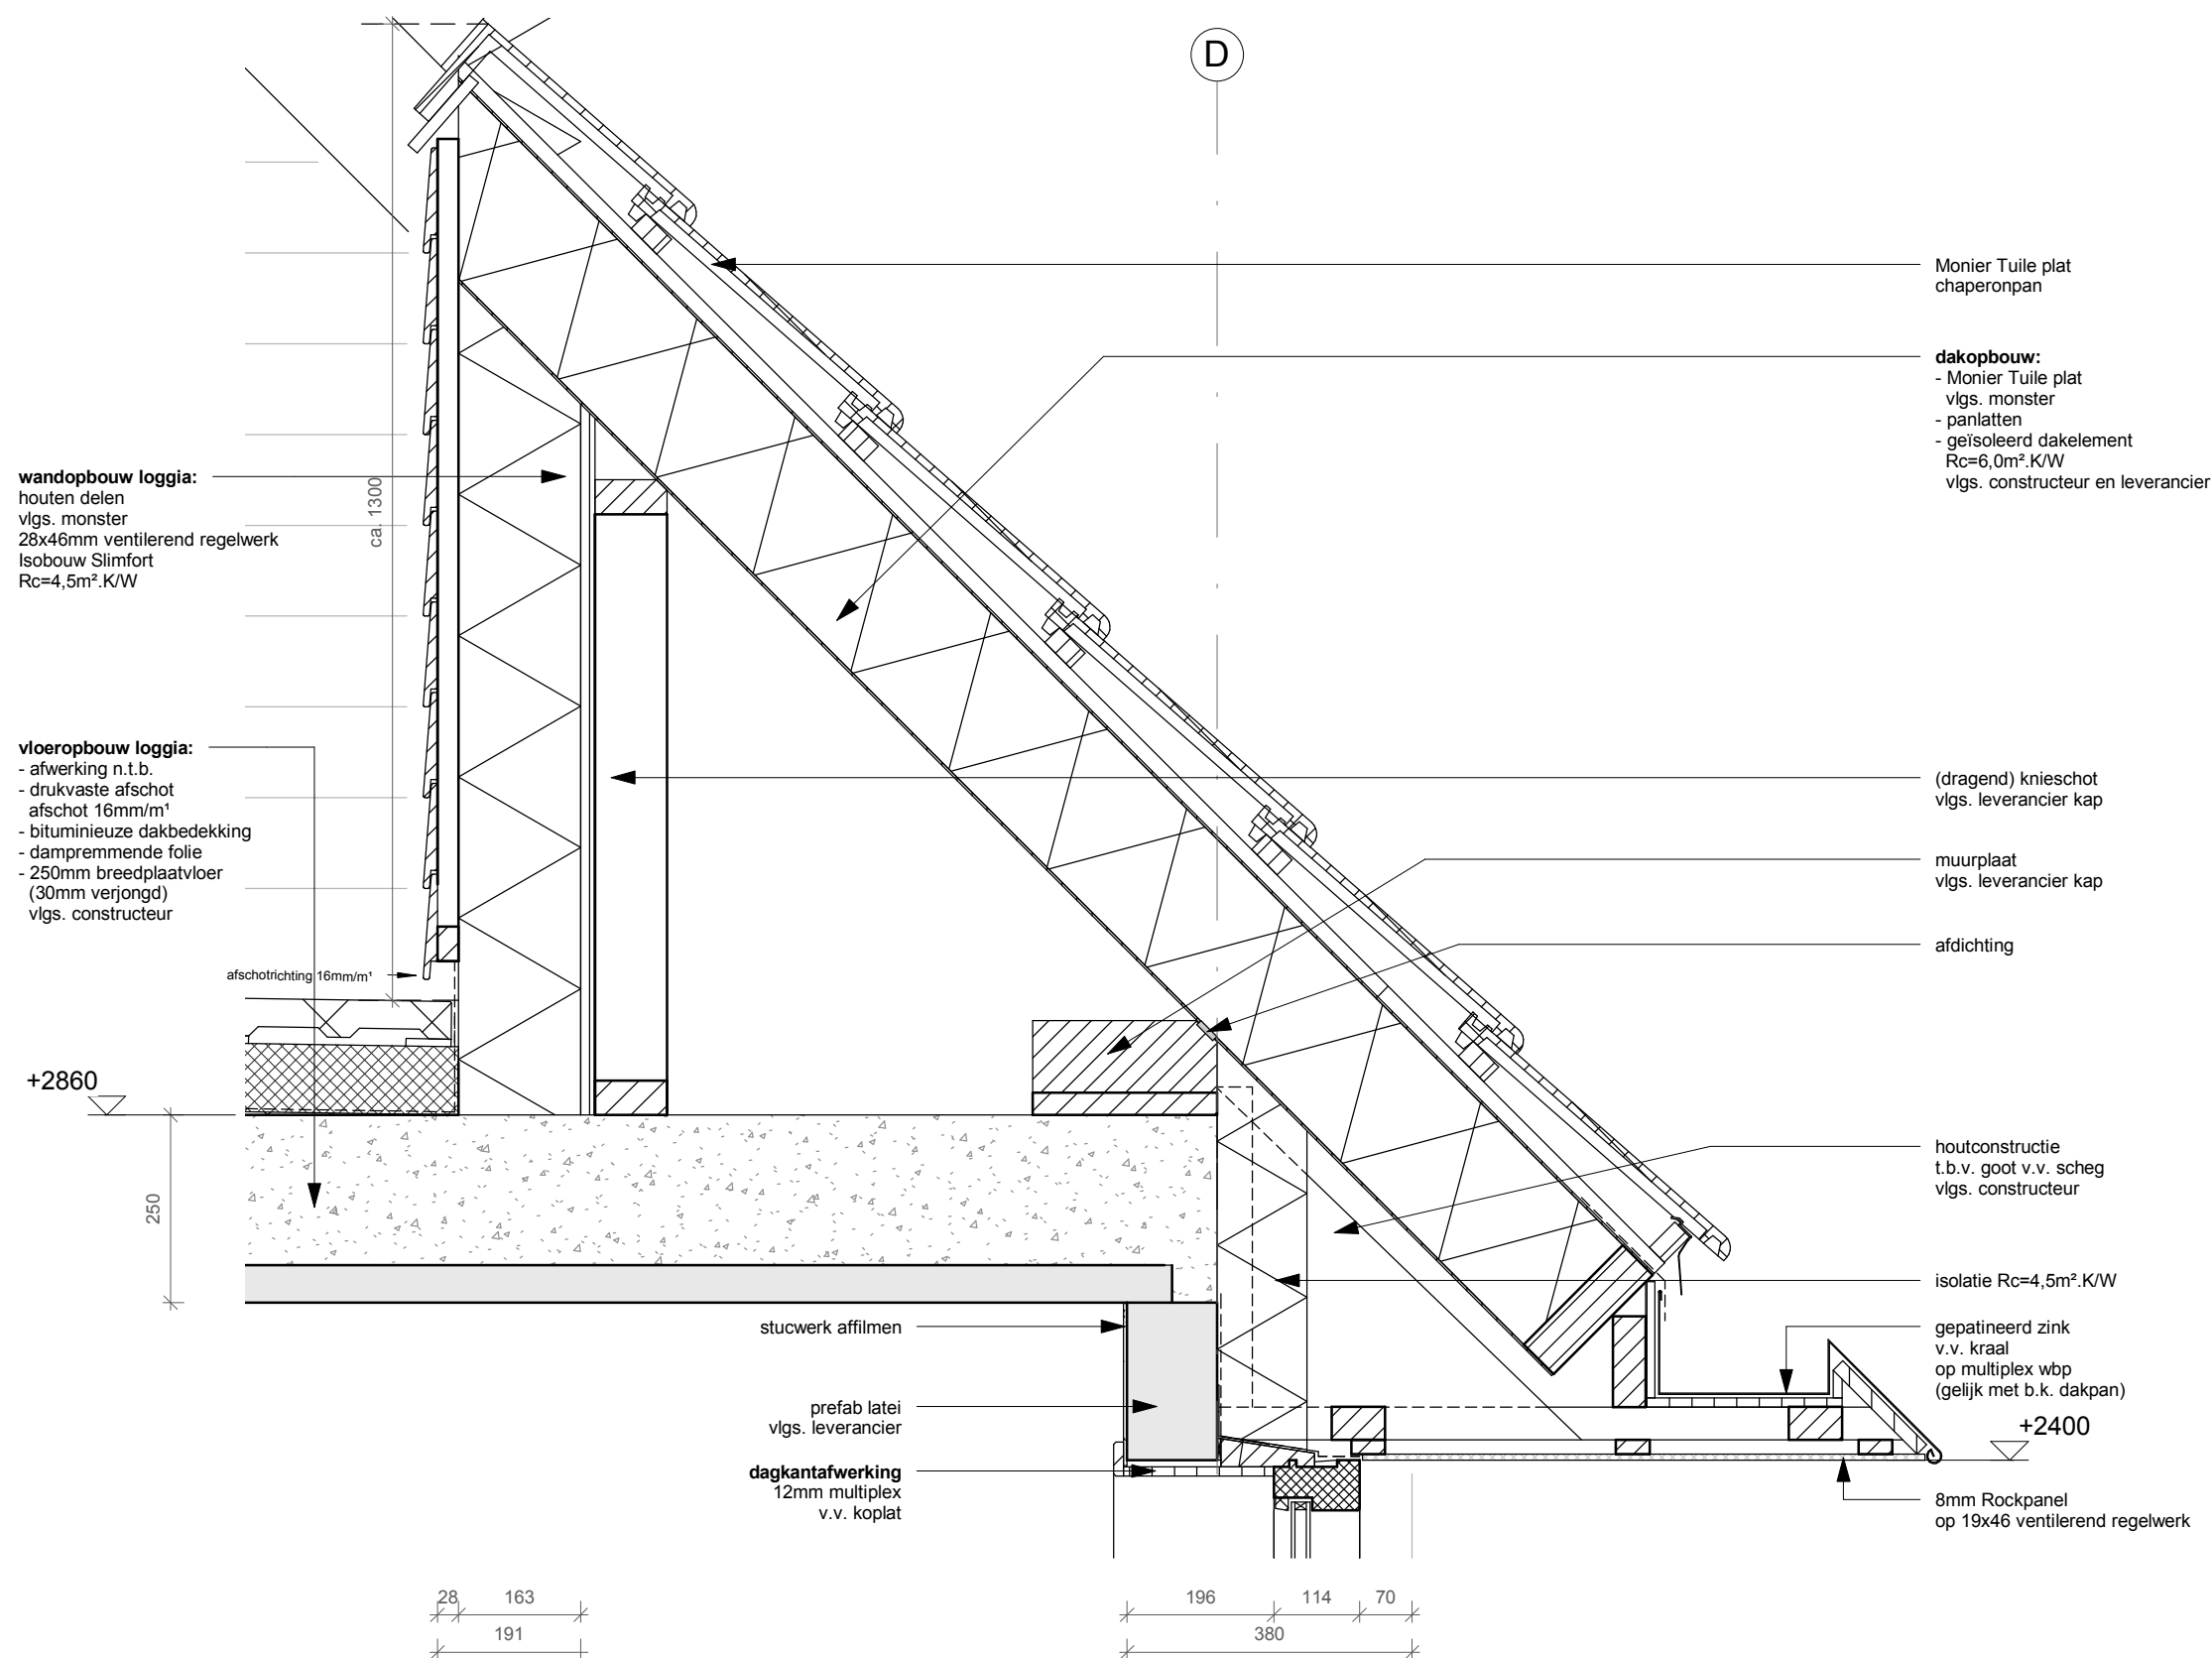 D
Monier Tuile plat
chaperonpan
dakopbouw:
- Monier Tuile plat
vlgs. monster
- panlatten
- geïsoleerd dakelement
Rc=6,0m².K/W
vlgs. constructeur en leverancier
wandopbouw loggia:
houten delen
vlgs. monster
28x46mm ventilerend regelwerk
Isobouw Slimfort
Rc=4,5m².K/W
ca. 1300
vloeropbouw loggia:
- afwerking n.t.b.
- drukvaste afschot
afschot 16mm/m¹
- bituminieuze dakbedekking
- dampremmende folie
- 250mm breedplaatvloer
(30mm verjongd)
vlgs. constructeur
(dragend) knieschot
vlgs. leverancier kap
muurplaat
vlgs. leverancier kap
afdichting
afschotrichting 16mm/m¹
+2860
250
houtconstructie
t.b.v. goot v.v. scheg
vlgs. constructeur
isolatie Rc=4,5m².K/W
stucwerk affilmen
gepatineerd zink
v.v. kraal
op multiplex wbp
(gelijk met b.k. dakpan)
prefab latei
vlgs. leverancier
+2400
dagkantafwerking
12mm multiplex
v.v. koplat
8mm Rockpanel
op 19x46 ventilerend regelwerk
28 163
191
196 114 70
380